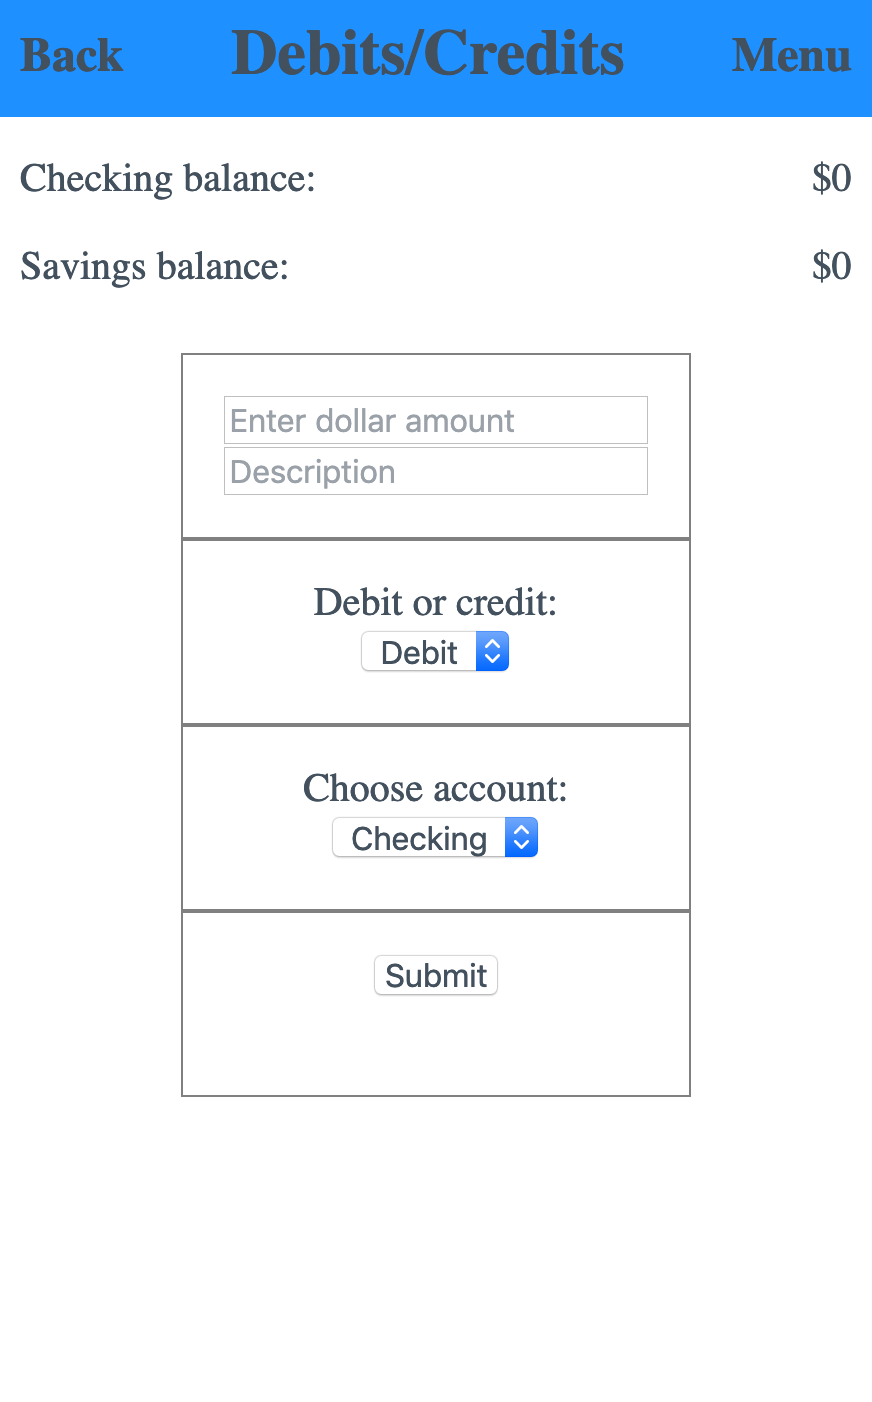 Back Debits/Credits Menu
Checking balance: $0
Savings balance: $0
Enter dollar amount
Description
Debit or credit:
Debit
Choose account:
Checking
Submit